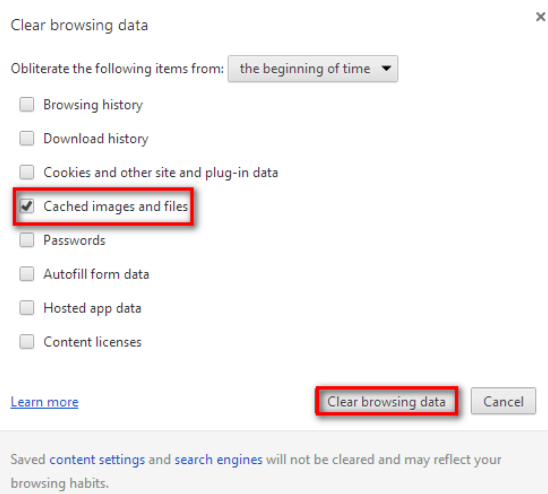 Clear browsing data
Obliterate the following items from: the beginning of time
Browsing history
Download history
Cookies and other site and plug-in data
Cached images and files
Passwords
Autofill form data
Hosted app data
Content licenses
Learn more Clear browsing data Cancel
Saved content settings and search engines will not be cleared and may reflect your
browsing habits.